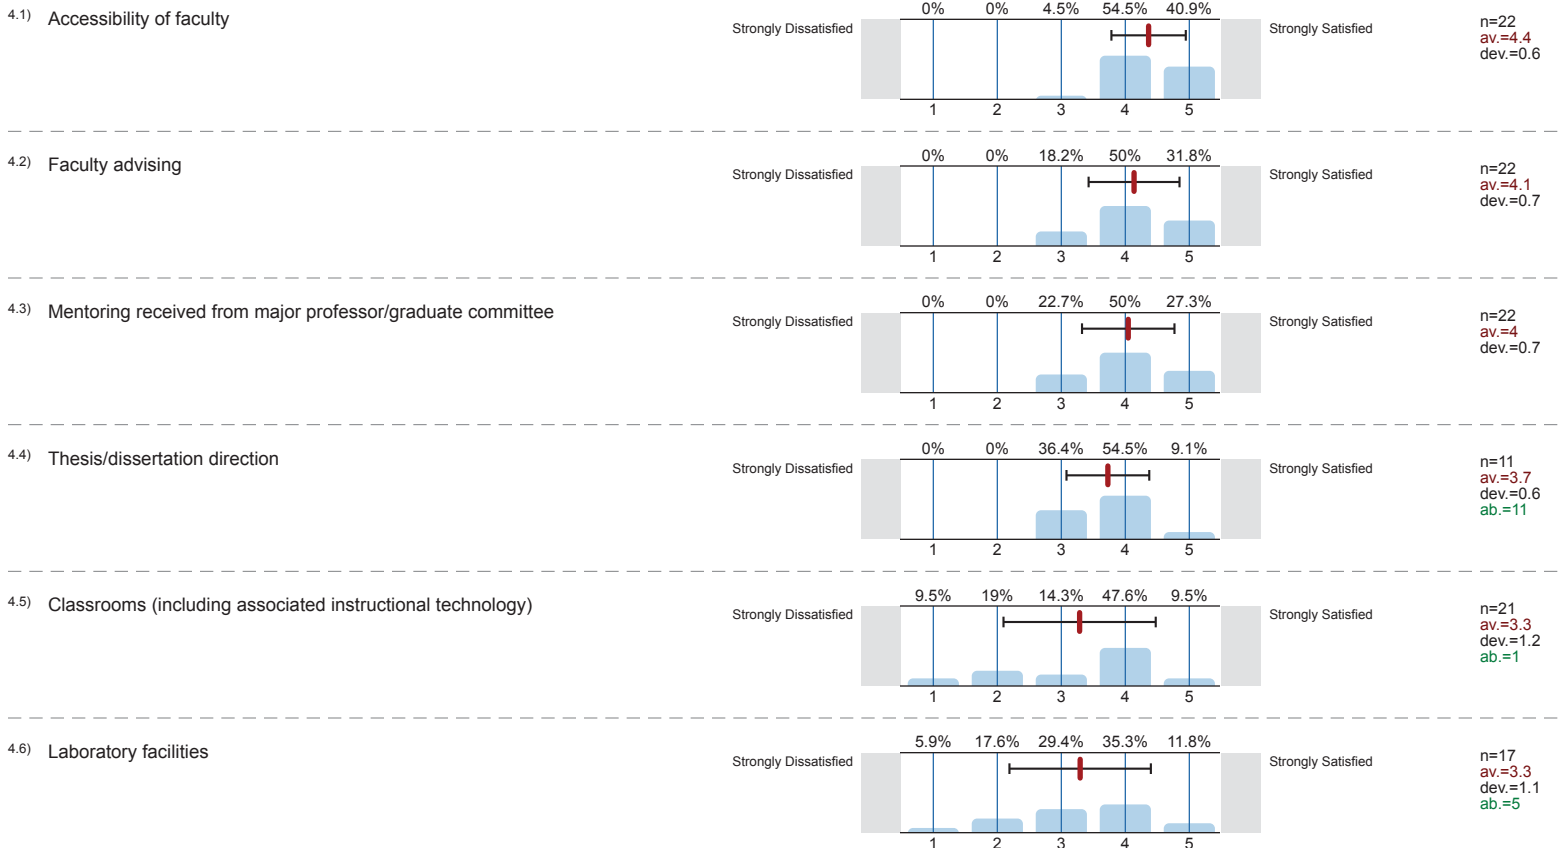 4.1) Accessibility of faculty
0% 0% 4.5% 54.5% 40.9%
Strongly Dissatisfied Strongly Satisfied
n=22
av.=4.4
dev.=0.6
1 2 3 4 5
4.2) Faculty advising
0% 0% 18.2% 50% 31.8%
Strongly Dissatisfied Strongly Satisfied
n=22
av.=4.1
dev.=0.7
1 2 3 4 5
4.3) Mentoring received from major professor/graduate committee
0% 0% 22.7% 50% 27.3%
Strongly Dissatisfied Strongly Satisfied
n=22
av.=4
dev.=0.7
1 2 3 4 5
4.4) Thesis/dissertation direction
0% 0% 36.4% 54.5% 9.1%
Strongly Dissatisfied Strongly Satisfied
n=11
av.=3.7
dev.=0.6
ab.=11
1 2 3 4 5
4.5) Classrooms (including associated instructional technology)
9.5% 19% 14.3% 47.6% 9.5%
Strongly Dissatisfied Strongly Satisfied
n=21
av.=3.3
dev.=1.2
ab.=1
1 2 3 4 5
4.6) Laboratory facilities
5.9% 17.6% 29.4% 35.3% 11.8%
Strongly Dissatisfied Strongly Satisfied
n=17
av.=3.3
dev.=1.1
ab.=5
1 2 3 4 5